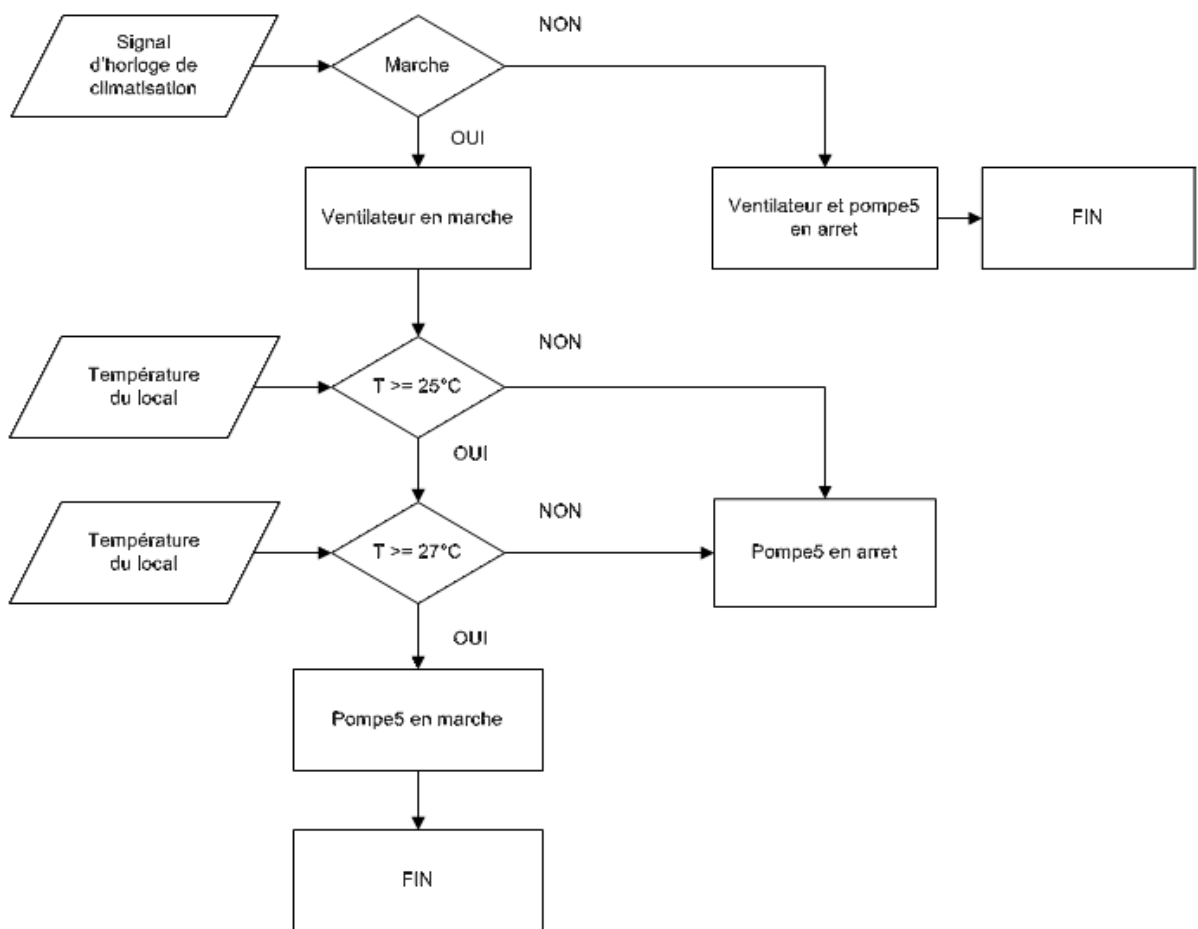 Signal
d'horloge de
climatisation
Marche
NON
OUI
Ventilateur en marche
Ventilateur et pompe5
en arret
FIN
Température
du local
T >= 25°C
NON
OUI
Température
du local
T >= 27°C
NON
Pompe5 en arret
OUI
Pompe5 en marche
FIN